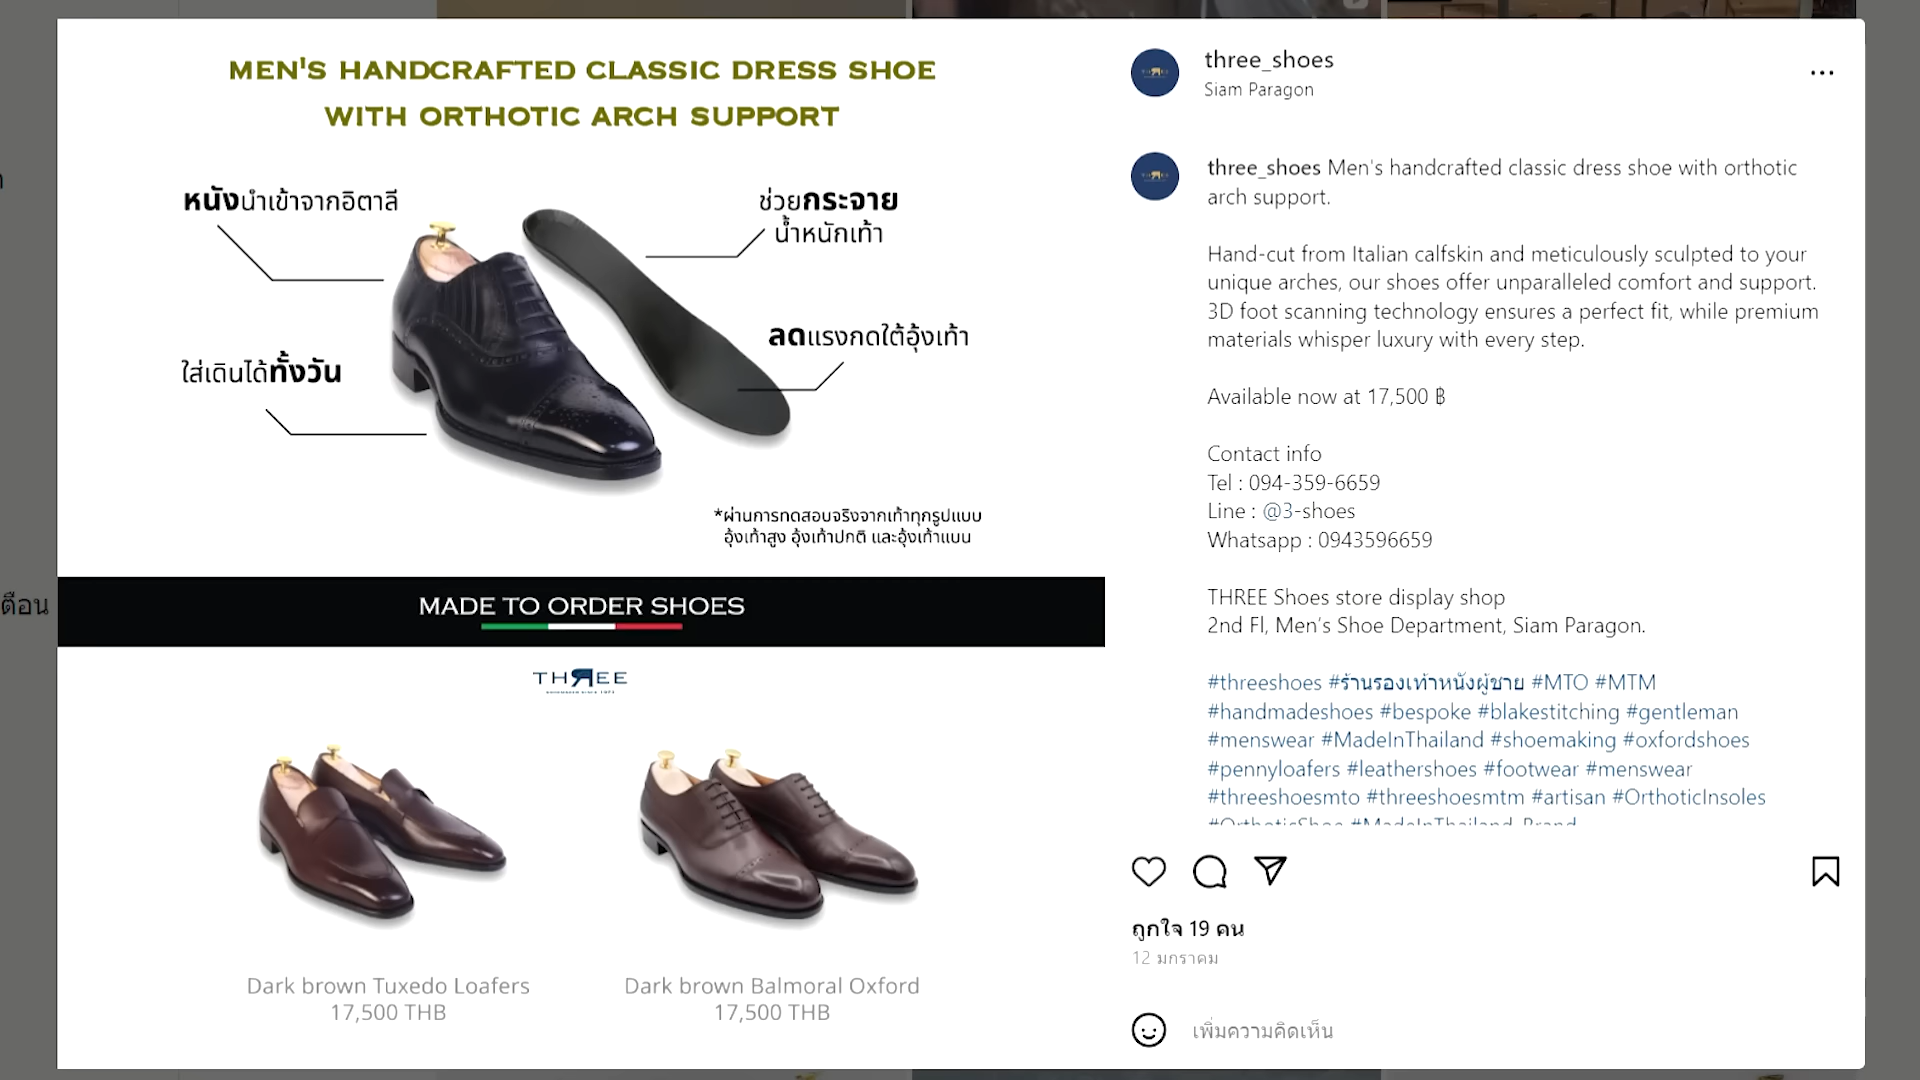 MEN'S HANDCRAFTED CLASSIC DRESS SHOE
WITH ORTHOTIC ARCH SUPPORT
หนังนำเข้าจากอิตาลี
ช่วยกระจาย
น้ำหนักเท้า
ลดแรงกดใต้อุ้งเท้า
ใส่เดินได้ทั้งวัน
*ผ่านการทดสอบจริงจากเท้าทุกรูปแบบ
อุ้งเท้าสูง อุ้งเท้าปกติ และอุ้งเท้าแบน
MADE TO ORDER SHOES
THREE
Dark brown Tuxedo Loafers
17,500 THB
Dark brown Balmoral Oxford
17,500 THB
three_shoes
Siam Paragon
three_shoes Men's handcrafted classic dress shoe with orthotic
arch support.
Hand-cut from Italian calfskin and meticulously sculpted to your
unique arches, our shoes offer unparalleled comfort and support.
3D foot scanning technology ensures a perfect fit, while premium
materials whisper luxury with every step.
Available now at 17,500 ฿
Contact info
Tel : 094-359-6659
Line : @3-shoes
Whatsapp : 0943596659
THREE Shoes store display shop
2nd Fl, Men's Shoe Department, Siam Paragon.
#threeshoes #ร้านรองเท้าหนังผู้ชาย #MTO #MTM
#handmadeshoes #bespoke #blakestitching #gentleman
#menswear #MadeInThailand #shoemaking #oxfordshoes
#pennyloafers #leathershoes #footwear #menswear
#threeshoesmto #threeshoesmtm #artisan #OrthoticInsoles
#OrthoticShoe #MadeInThailand_Brand
ถูกใจ 19 คน
12 มกราคม
เพิ่มความคิดเห็น
ตือน